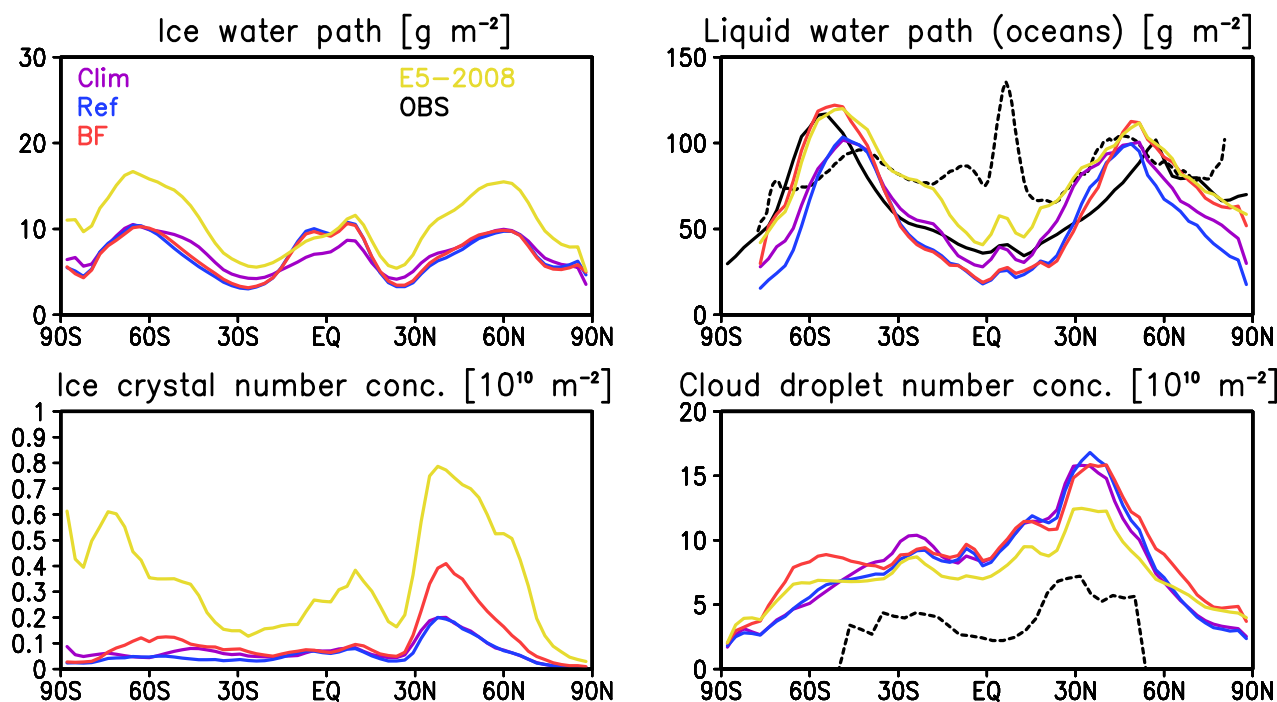 Ice water path [g m⁻²]
30
20
10
0
Clim
Ref
BF
E5−2008
OBS
90S 60S 30S EQ 30N 60N 90N
Liquid water path (oceans) [g m⁻²]
150
100
50
0
90S 60S 30S EQ 30N 60N 90N
Ice crystal number conc. [10¹⁰ m⁻²]
1
0.9
0.8
0.7
0.6
0.5
0.4
0.3
0.2
0.1
0
90S 60S 30S EQ 30N 60N 90N
Cloud droplet number conc. [10¹⁰ m⁻²]
20
15
10
5
0
90S 60S 30S EQ 30N 60N 90N